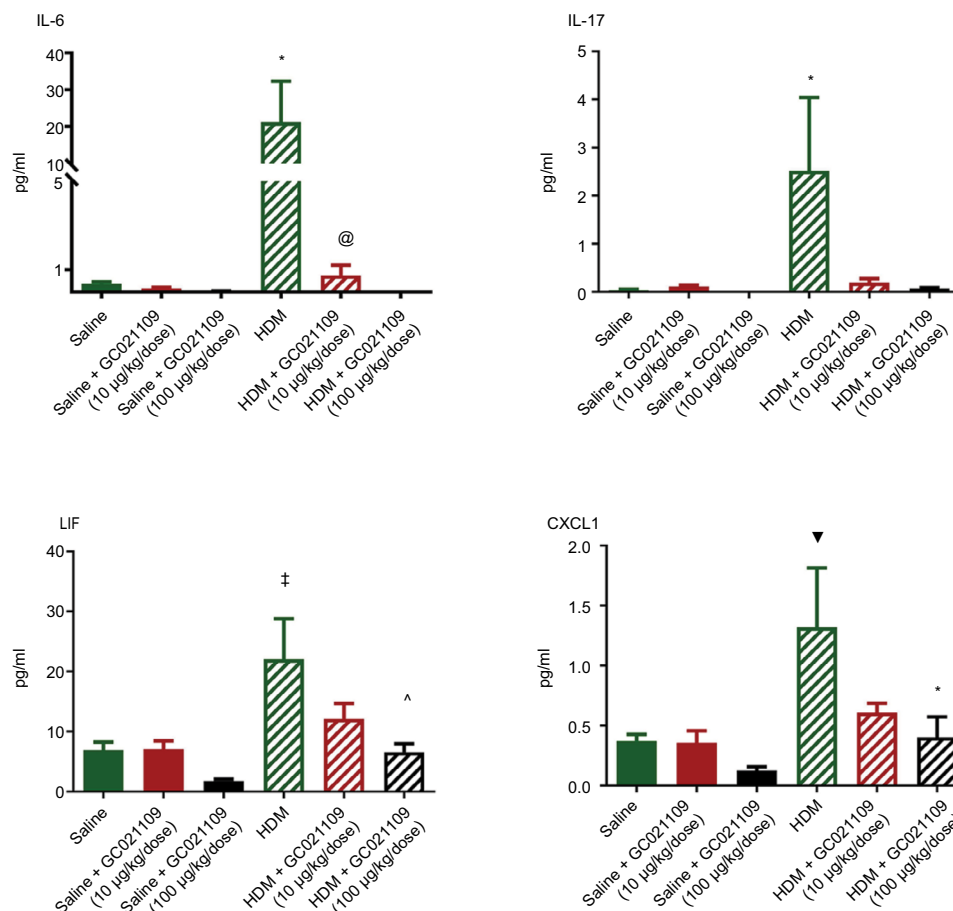 IL-6
40
30
20
10
5
1
pg/ml
*
@
Saline
Saline + GC021109
(10 µg/kg/dose)
Saline + GC021109
(100 µg/kg/dose)
HDM
HDM + GC021109
(10 µg/kg/dose)
HDM + GC021109
(100 µg/kg/dose)
IL-17
5
4
3
2
1
0
pg/ml
*
Saline
Saline + GC021109
(10 µg/kg/dose)
Saline + GC021109
(100 µg/kg/dose)
HDM
HDM + GC021109
(10 µg/kg/dose)
HDM + GC021109
(100 µg/kg/dose)
LIF
40
30
20
10
0
pg/ml
‡
^
Saline
Saline + GC021109
(10 µg/kg/dose)
Saline + GC021109
(100 µg/kg/dose)
HDM
HDM + GC021109
(10 µg/kg/dose)
HDM + GC021109
(100 µg/kg/dose)
CXCL1
2.0
1.5
1.0
0.5
0.0
pg/ml
▼
*
Saline
Saline + GC021109
(10 µg/kg/dose)
Saline + GC021109
(100 µg/kg/dose)
HDM
HDM + GC021109
(10 µg/kg/dose)
HDM + GC021109
(100 µg/kg/dose)